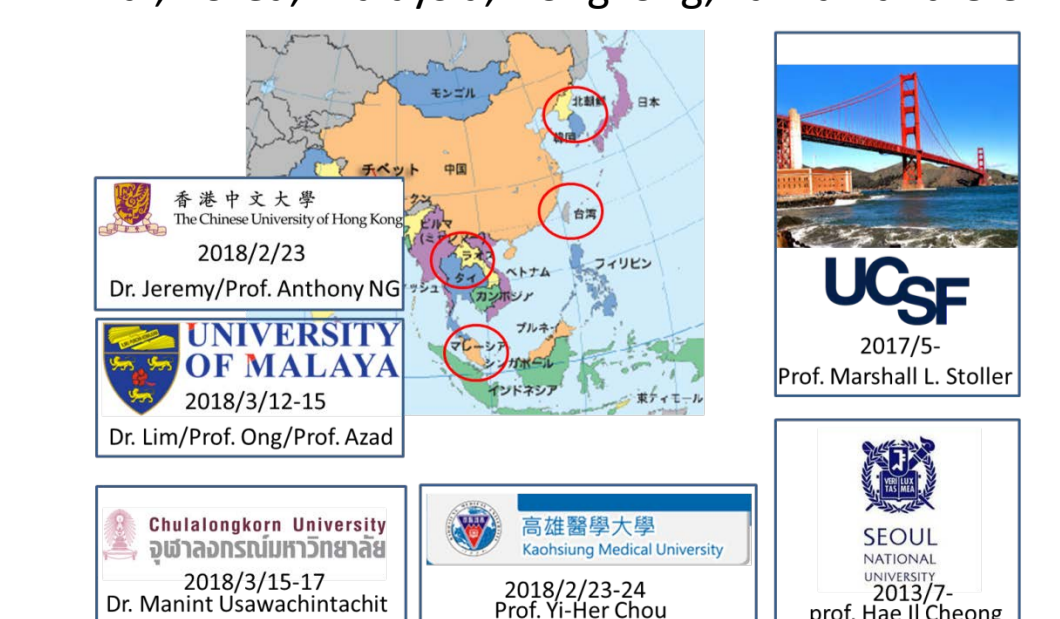 モンゴル
北朝鮮
日本
韓国
チベット
中国
台湾
ビルマ
ラオス
タイ
ベトナム
フィリピン
カンボジア
ブルネイ
マレーシア
シンガポール
インドネシア
東ティモール
香港中文大學
The Chinese University of Hong Kong
2018/2/23
Dr. Jeremy/Prof. Anthony NG
UNIVERSITY
OF MALAYA
2018/3/12-15
Dr. Lim/Prof. Ong/Prof. Azad
UCSF
2017/5-
Prof. Marshall L. Stoller
Chulalongkorn University
จุฬาลงกรณ์มหาวิทยาลัย
2018/3/15-17
Dr. Manint Usawachintachit
高雄醫學大學
Kaohsiung Medical University
2018/2/23-24
Prof. Yi-Her Chou
VERI LUX
TAS MEA
SEOUL
NATIONAL
UNIVERSITY
2013/7-
prof. Hae Il Cheong